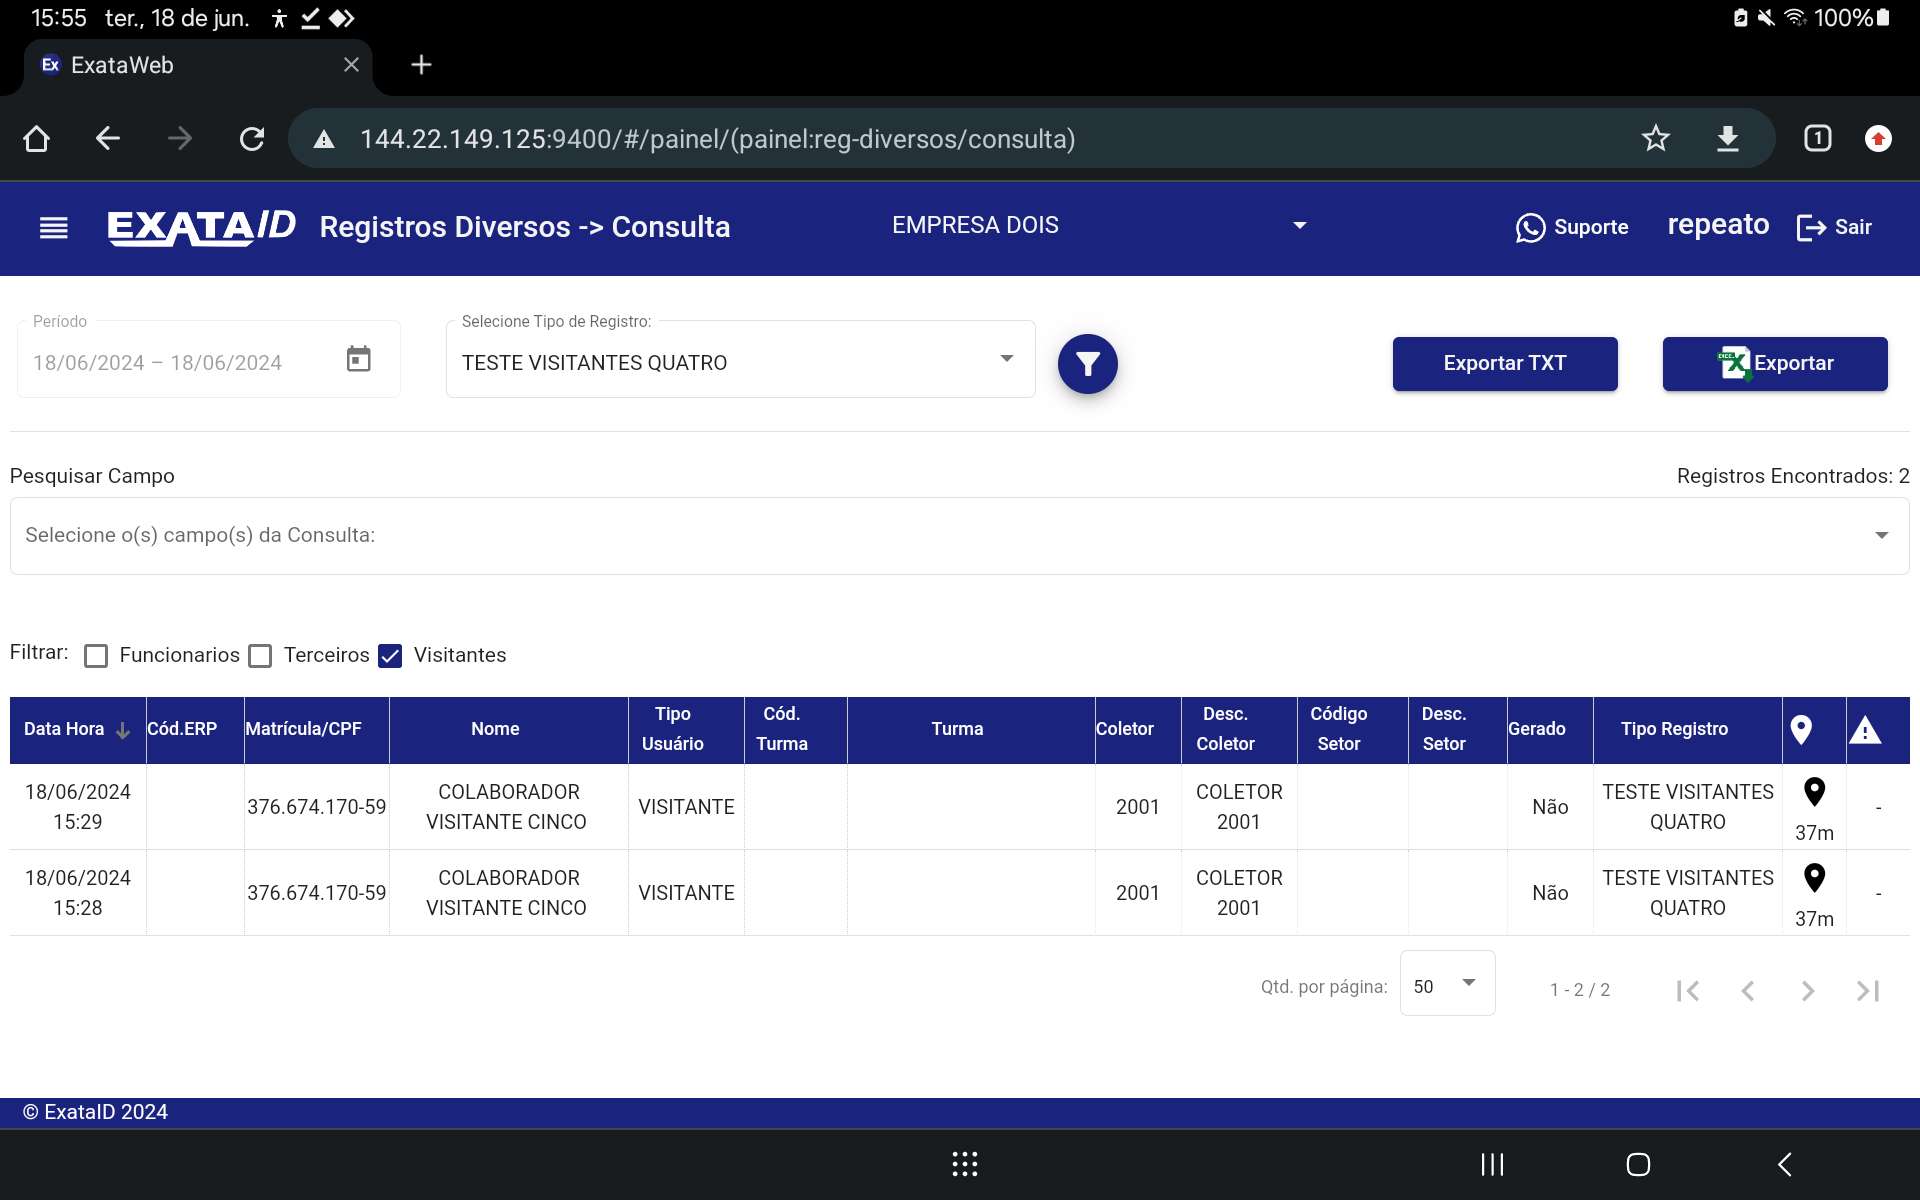 15:55 ter., 18 de jun.
100%
Ex ExataWeb
144.22.149.125:9400/#/painel/(painel:reg-diversos/consulta)
1
EXATAID Registros Diversos -> Consulta EMPRESA DOIS Suporte repeato Sair
Período
18/06/2024 – 18/06/2024
Selecione Tipo de Registro:
TESTE VISITANTES QUATRO
Exportar TXT
Exportar
Pesquisar Campo
Registros Encontrados: 2
Selecione o(s) campo(s) da Consulta:
Filtrar: Funcionarios Terceiros Visitantes
Data Hora Cód.ERP Matrícula/CPF Nome Tipo Usuário Cód. Turma Turma Coletor Desc. Coletor Código Setor Desc. Setor Gerado Tipo Registro
18/06/2024 15:29 376.674.170-59 COLABORADOR VISITANTE CINCO VISITANTE 2001 COLETOR 2001 Não TESTE VISITANTES QUATRO 37m -
18/06/2024 15:28 376.674.170-59 COLABORADOR VISITANTE CINCO VISITANTE 2001 COLETOR 2001 Não TESTE VISITANTES QUATRO 37m -
Qtd. por página: 50 1 - 2 / 2
© ExataID 2024